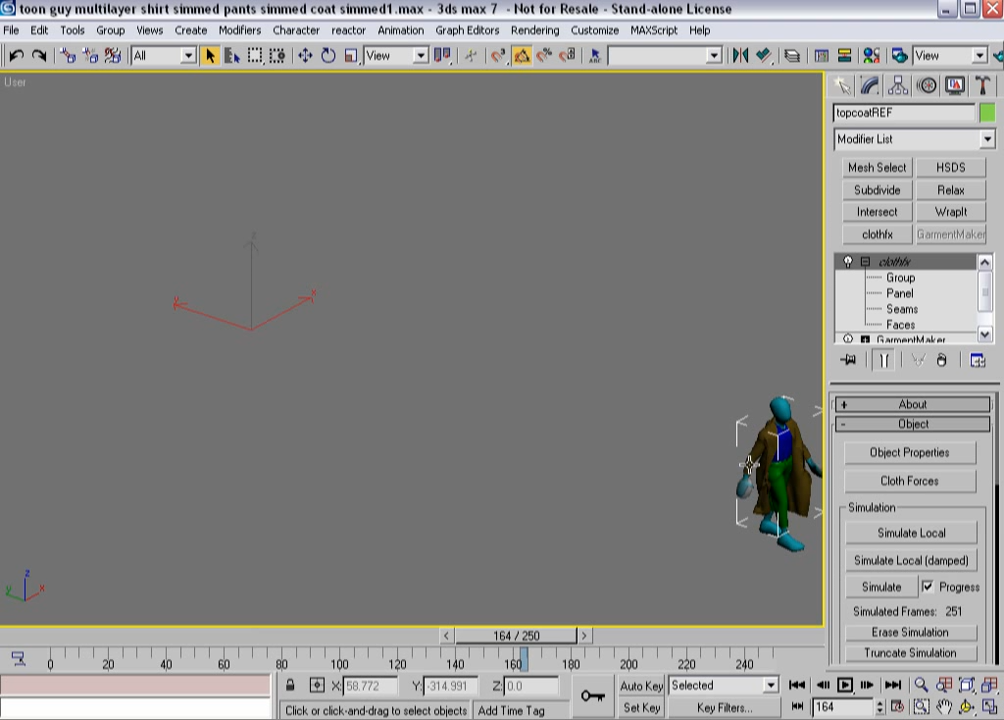 toon guy multilayer shirt simmed pants simmed coat simmed1.max - 3ds max 7 - Not for Resale - Stand-alone License
File Edit Tools Group Views Create Modifiers Character reactor Animation Graph Editors Rendering Customize MAXScript Help
All View View
User
topcoatREF
Modifier List
Mesh Select HSDS
Subdivide Relax
Intersect WrapIt
clothfx GarmentMaker
clothfx
Group
Panel
Seams
Faces
GarmentMaker
+ About
- Object
Object Properties
Cloth Forces
Simulation
Simulate Local
Simulate Local (damped)
Simulate Progress
Simulated Frames: 251
Erase Simulation
Truncate Simulation
z
y x
z
y x
< 164 / 250 >
0 20 40 60 80 100 120 140 160 180 200 220 240
X: 58.772 Y: -314.991 Z: 0.0 Auto Key Selected
Click or click-and-drag to select objects Add Time Tag Set Key Key Filters... 164